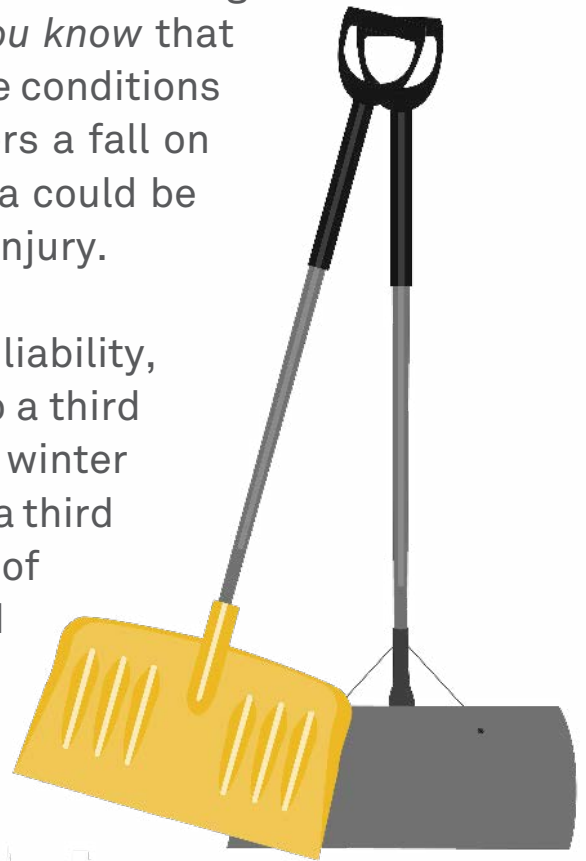 ou know that
e conditions
rs a fall on
a could be
njury.
liability,
o a third
winter
a third
of